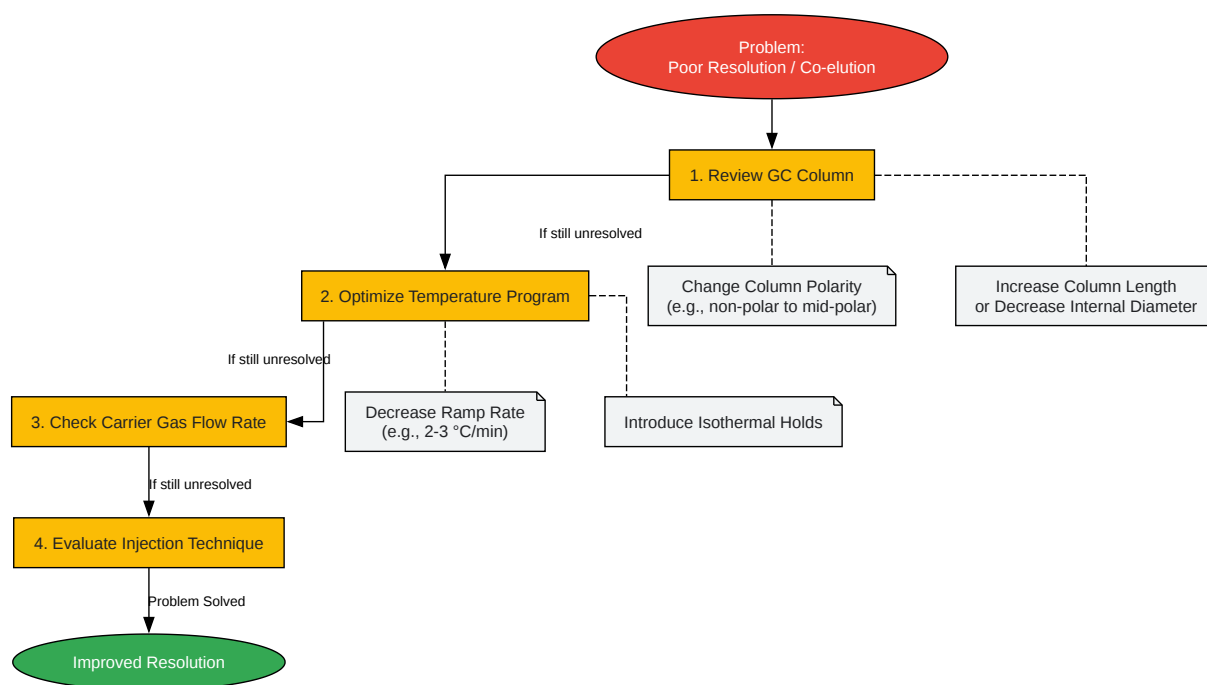 Problem:
Poor Resolution / Co-elution
1. Review GC Column
If still unresolved
2. Optimize Temperature Program
Change Column Polarity
(e.g., non-polar to mid-polar)
Increase Column Length
or Decrease Internal Diameter
If still unresolved
3. Check Carrier Gas Flow Rate
Decrease Ramp Rate
(e.g., 2-3 °C/min)
Introduce Isothermal Holds
If still unresolved
4. Evaluate Injection Technique
Problem Solved
Improved Resolution